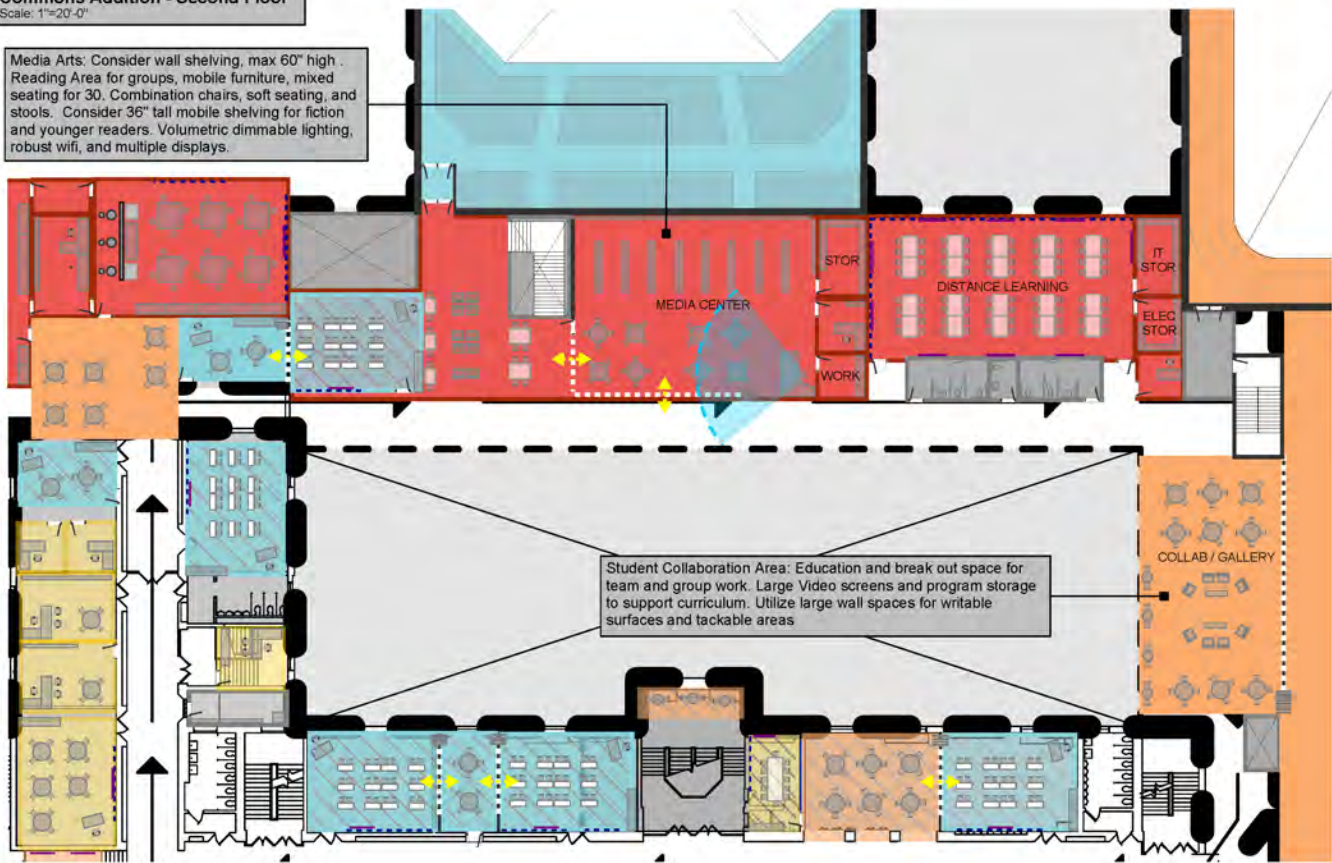 Commons Addition - Second Floor
Scale: 1"=20'-0"
Media Arts: Consider wall shelving, max 60" high .
Reading Area for groups, mobile furniture, mixed
seating for 30. Combination chairs, soft seating, and
stools. Consider 36" tall mobile shelving for fiction
and younger readers. Volumetric dimmable lighting,
robust wifi, and multiple displays.
STOR
MEDIA CENTER
WORK
DISTANCE LEARNING
IT
STOR
ELEC
STOR
COLLAB / GALLERY
Student Collaboration Area: Education and break out space for
team and group work. Large Video screens and program storage
to support curriculum. Utilize large wall spaces for writable
surfaces and tackable areas